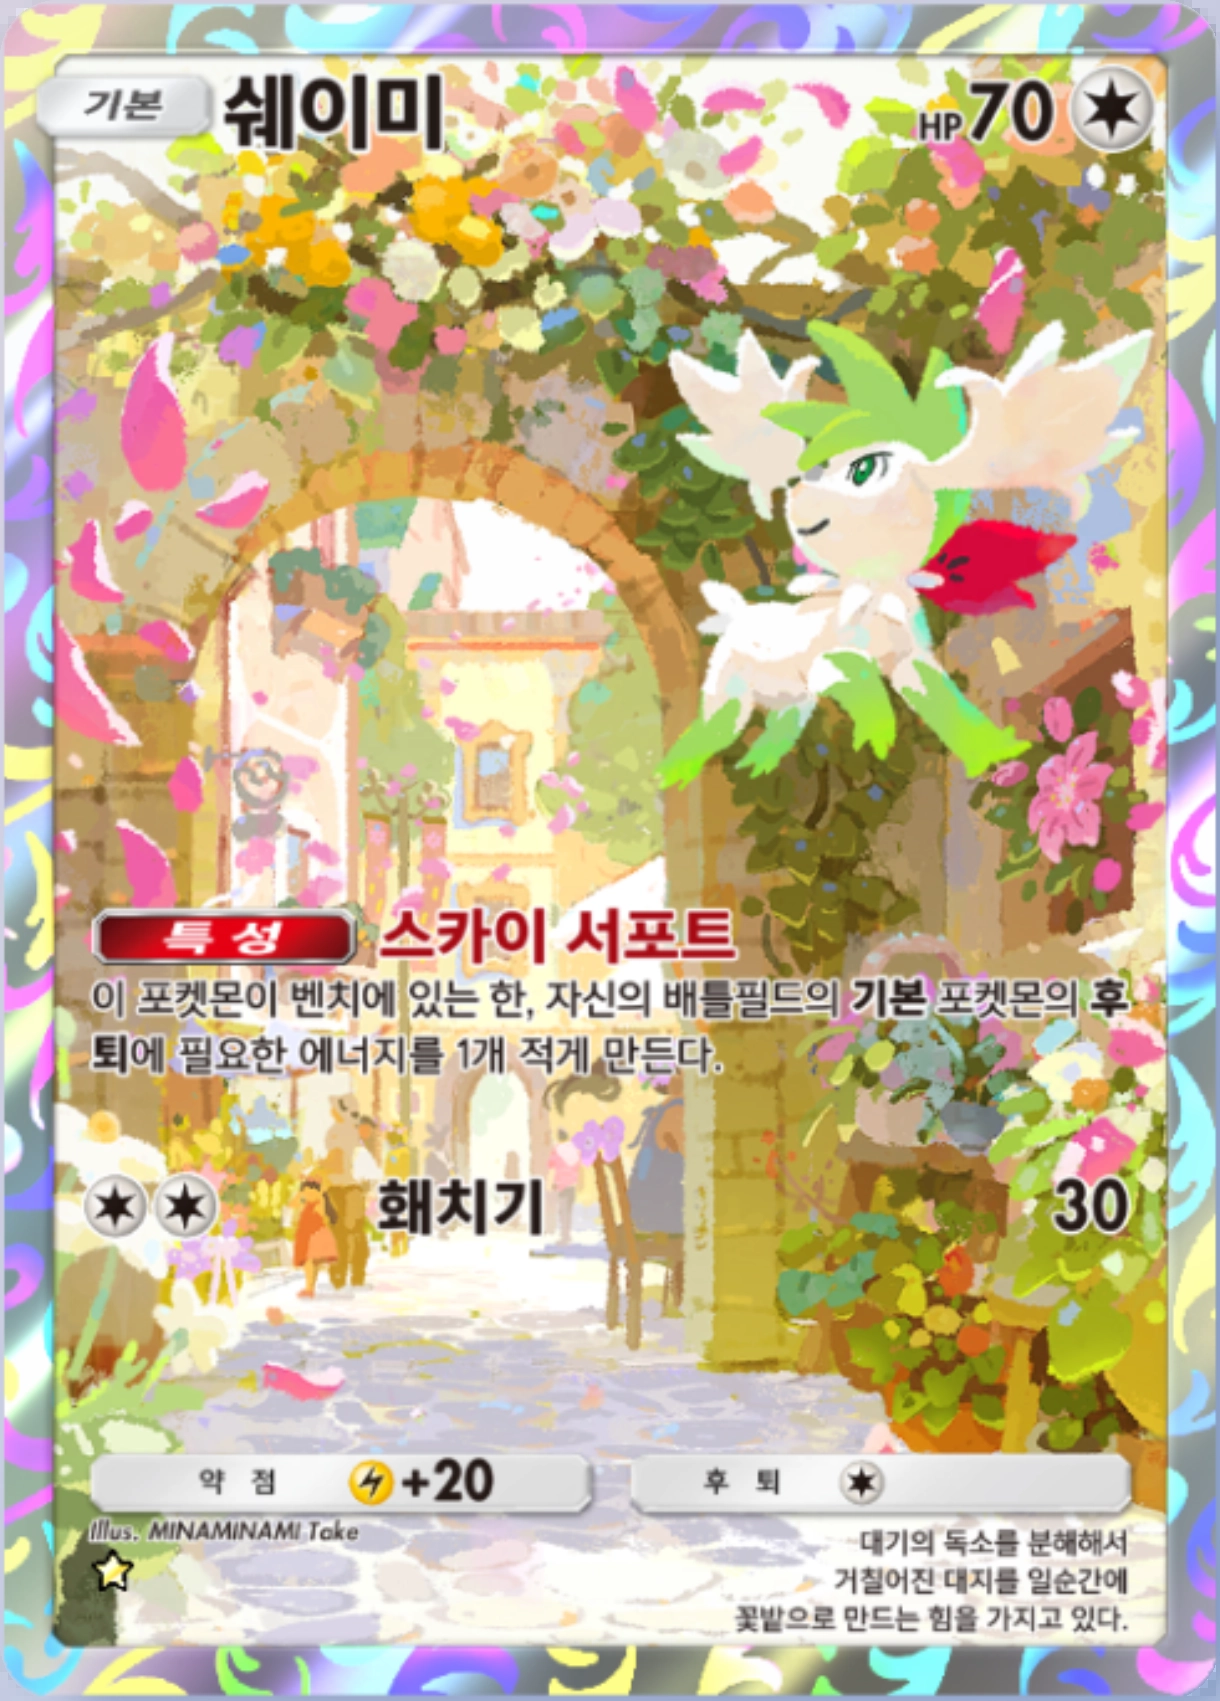 기본 쉐이미 HP 70
특성 스카이 서포트
이 포켓몬이 벤치에 있는 한, 자신의 배틀필드의 기본 포켓몬의 후
퇴에 필요한 에너지를 1개 적게 만든다.
홰치기 30
약점 +20 후퇴
Illus. MINAMINAMI Take
대기의 독소를 분해해서
거칠어진 대지를 일순간에
꽃밭으로 만드는 힘을 가지고 있다.